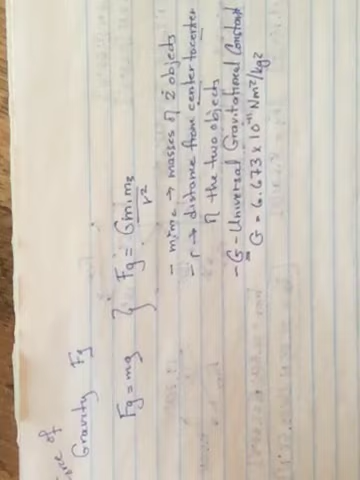 of
Gravity Fg
Fg = mg } Fg = Gm₁m₂/r²
- m₁m₂ → masses of 2 objects
- r → distance from center to center
of the two objects
- G - Universal Gravitational Constant
G = 6.673 x 10⁻¹¹ Nm²/kg²